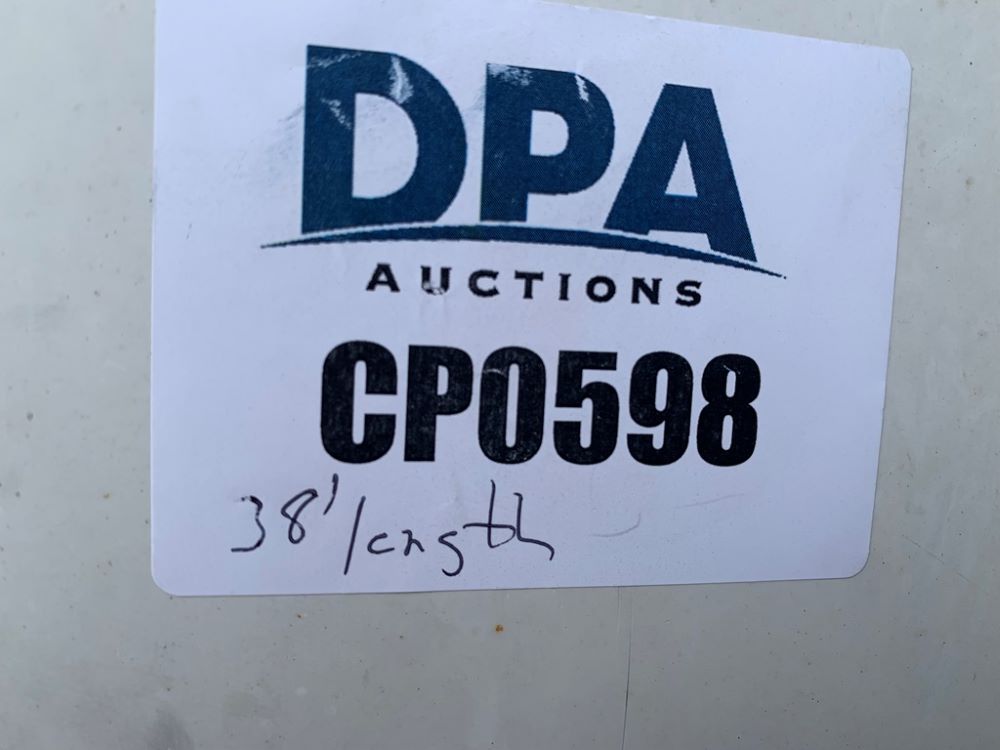 DPA
AUCTIONS
CP0598
38' length